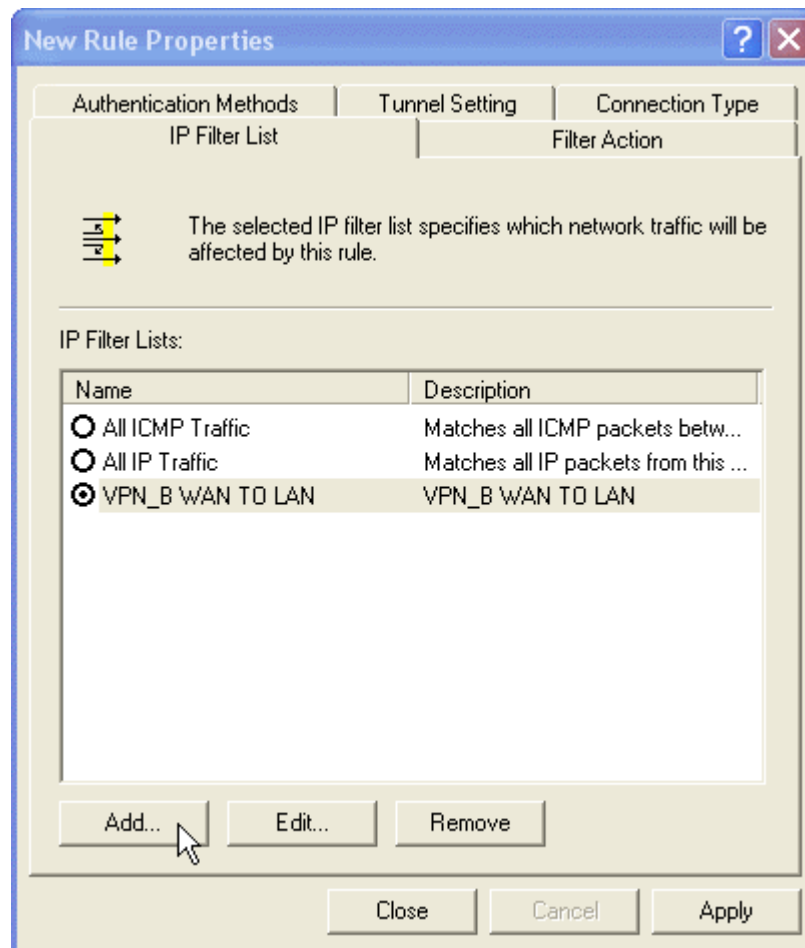 New Rule Properties
Authentication Methods Tunnel Setting Connection Type
IP Filter List Filter Action
The selected IP filter list specifies which network traffic will be
affected by this rule.
IP Filter Lists:
Name Description
All ICMP Traffic Matches all ICMP packets betw...
All IP Traffic Matches all IP packets from this ...
VPN_B WAN TO LAN VPN_B WAN TO LAN
Add... Edit... Remove
Close Cancel Apply